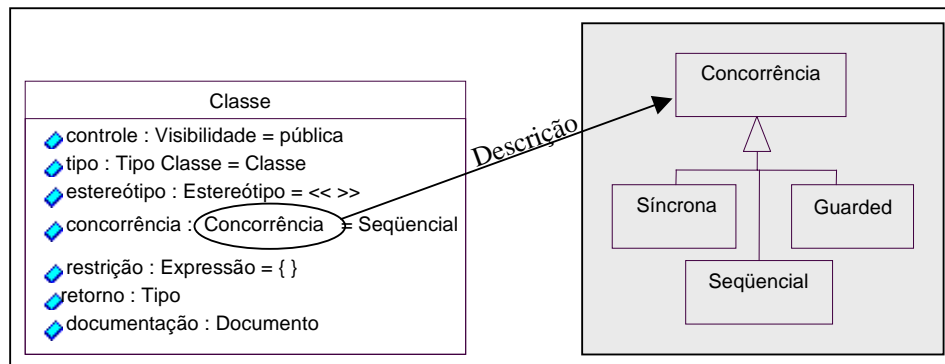 Classe
controle : Visibilidade = pública
tipo : Tipo Classe = Classe
estereótipo : Estereótipo = << >>
concorrência : Concorrência = Seqüencial
restrição : Expressão = { }
retorno : Tipo
documentação : Documento
Descrição
Concorrência
Síncrona
Guarded
Seqüencial